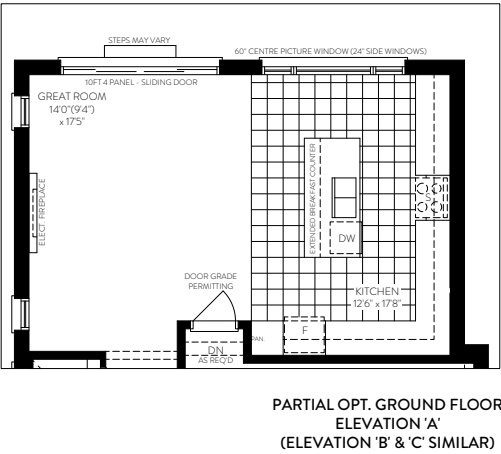 STEPS MAY VARY
60" CENTRE PICTURE WINDOW (24" SIDE WINDOWS)
10FT 4 PANEL - SLIDING DOOR
GREAT ROOM
14'0"(9'4")
x 17'5"
ELECT. FIREPLACE
EXTENDED BREAKFAST COUNTER
DW
S
DOOR GRADE
PERMITTING
KITCHEN
12'6" x 17'8"
F
PAN.
DN
AS REQ'D
PARTIAL OPT. GROUND FLOOR
ELEVATION 'A'
(ELEVATION 'B' & 'C' SIMILAR)